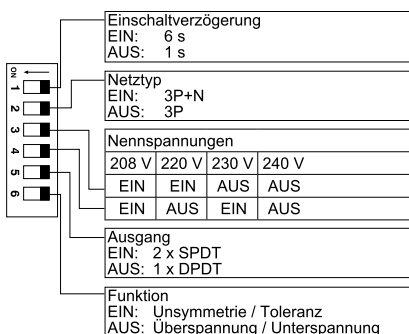 Einschaltverzögerung
EIN: 6 s
AUS: 1 s
ON
1
2
3
4
5
6
Netztyp
EIN: 3P+N
AUS: 3P
Nennspannungen
208 V 220 V 230 V 240 V
EIN EIN AUS AUS
EIN AUS EIN AUS
Ausgang
EIN: 2 x SPDT
AUS: 1 x DPDT
Funktion
EIN: Unsymmetrie / Toleranz
AUS: Überspannung / Unterspannung